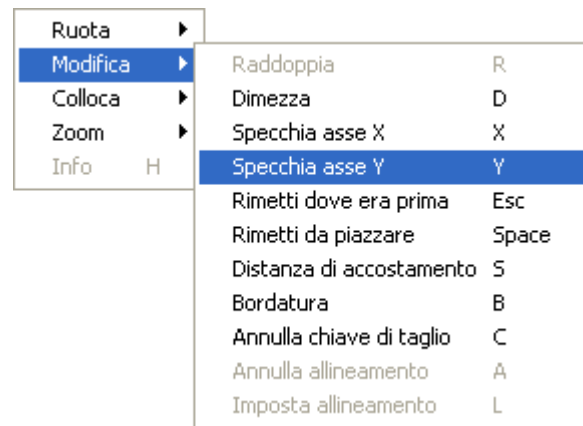 Ruota
Modifica
Colloca
Zoom
Info H
Raddoppia R
Dimezza D
Specchia asse X X
Specchia asse Y Y
Rimetti dove era prima Esc
Rimetti da piazzare Space
Distanza di accostamento S
Bordatura B
Annulla chiave di taglio C
Annulla allineamento A
Imposta allineamento L